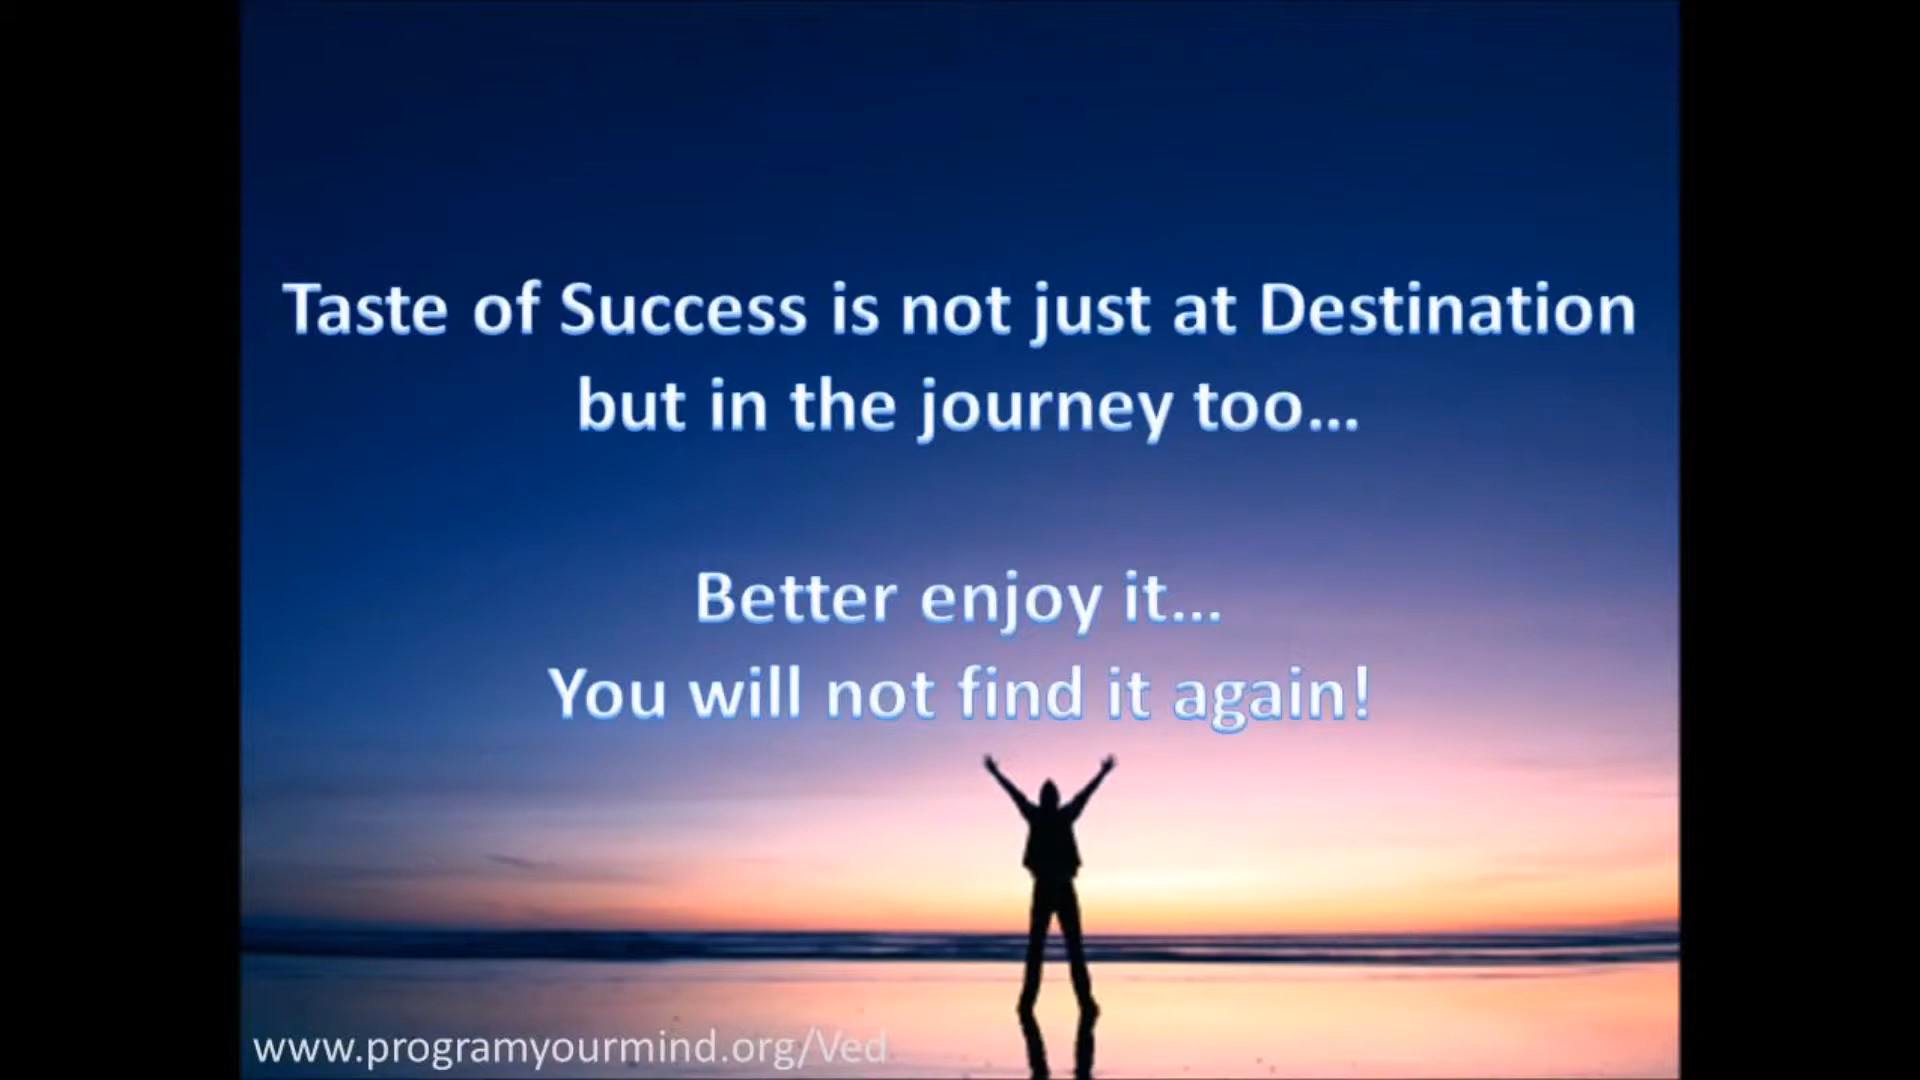 Taste of Success is not just at Destination
but in the journey too...
Better enjoy it...
You will not find it again!
www.programyourmind.org/Ved